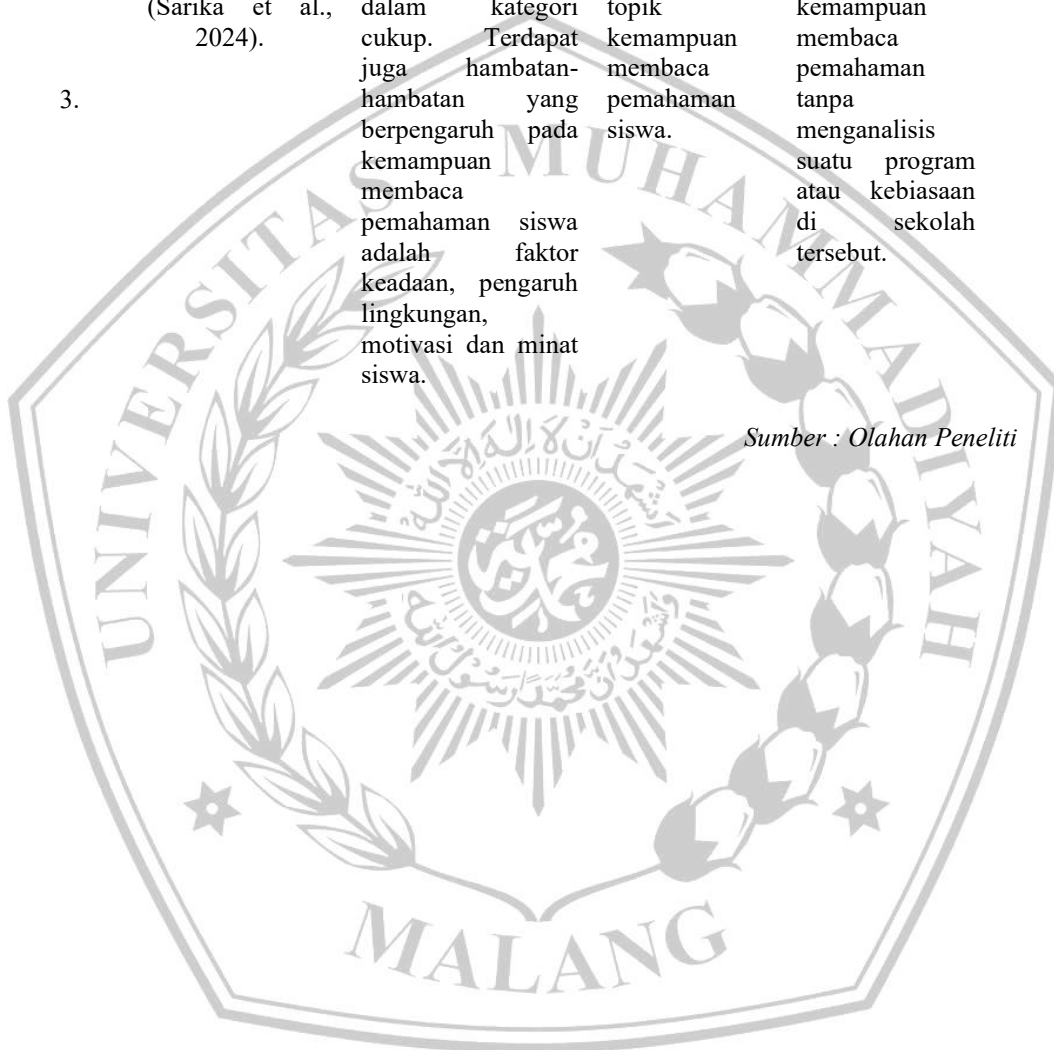 (Sarika et al.,
2024).
3.
dalam kategori
cukup. Terdapat
juga hambatan-
hambatan yang
berpengaruh pada
kemampuan
membaca
pemahaman siswa
adalah faktor
keadaan, pengaruh
lingkungan,
motivasi dan minat
siswa.
topik
kemampuan
membaca
pemahaman
siswa.
kemampuan
membaca
pemahaman
tanpa
menganalisis
suatu program
atau kebiasaan
di sekolah
tersebut.
Sumber : Olahan Peneliti
UNIVERSITAS MUHAMMADIYAH
MALANG